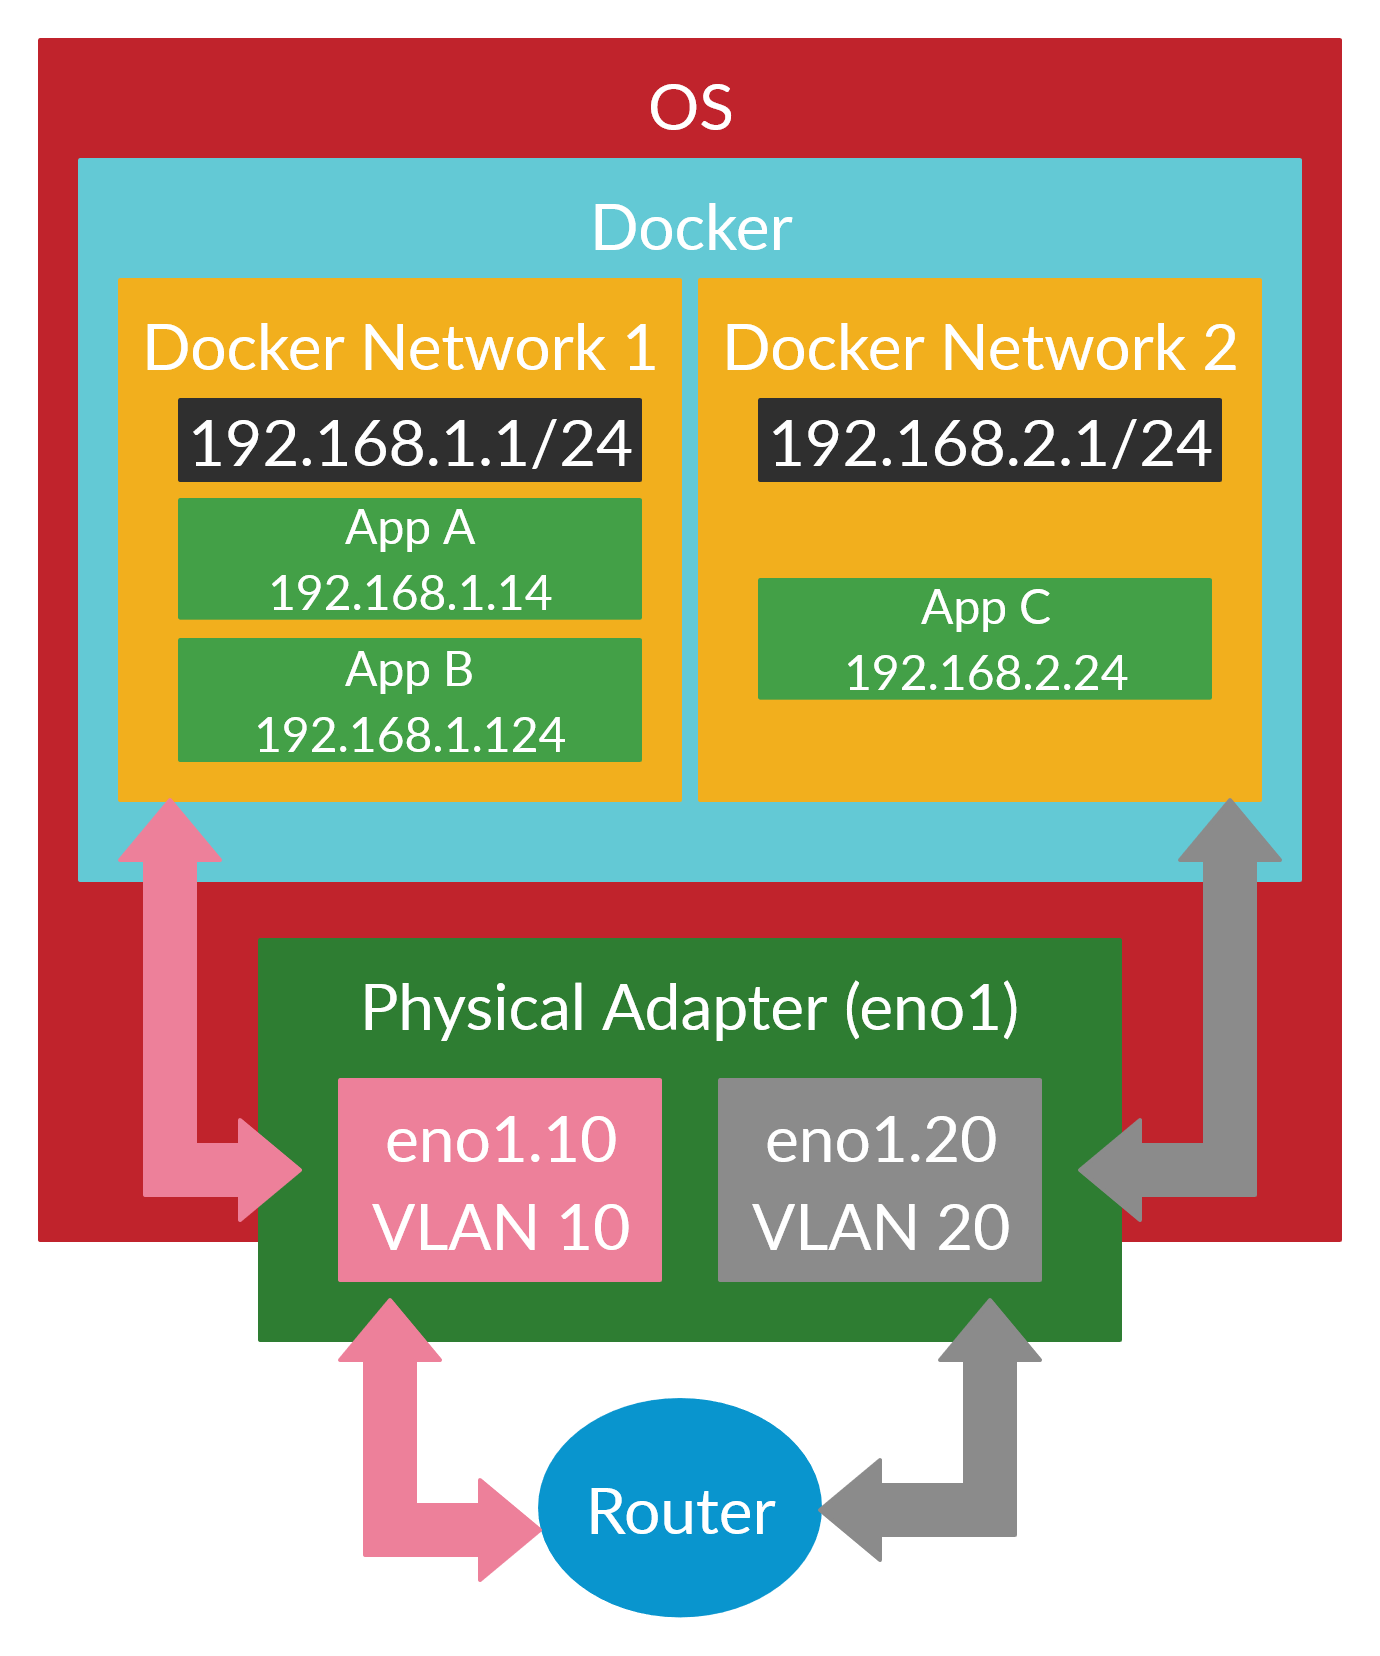 OS
Docker
Docker Network 1
192.168.1.1/24
App A
192.168.1.14
App B
192.168.1.124
Docker Network 2
192.168.2.1/24
App C
192.168.2.24
Physical Adapter (eno1)
eno1.10
VLAN 10
eno1.20
VLAN 20
Router